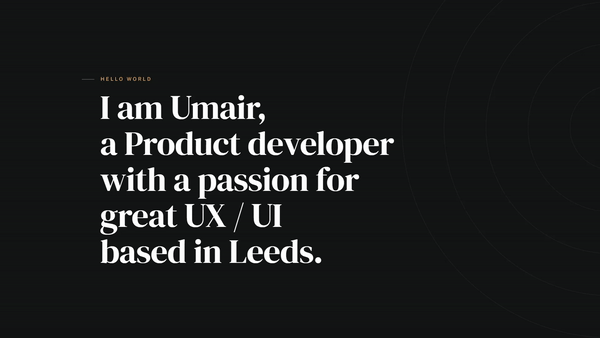 HELLO WORLD
I am Umair,
a Product developer
with a passion for
great UX / UI
based in Leeds.